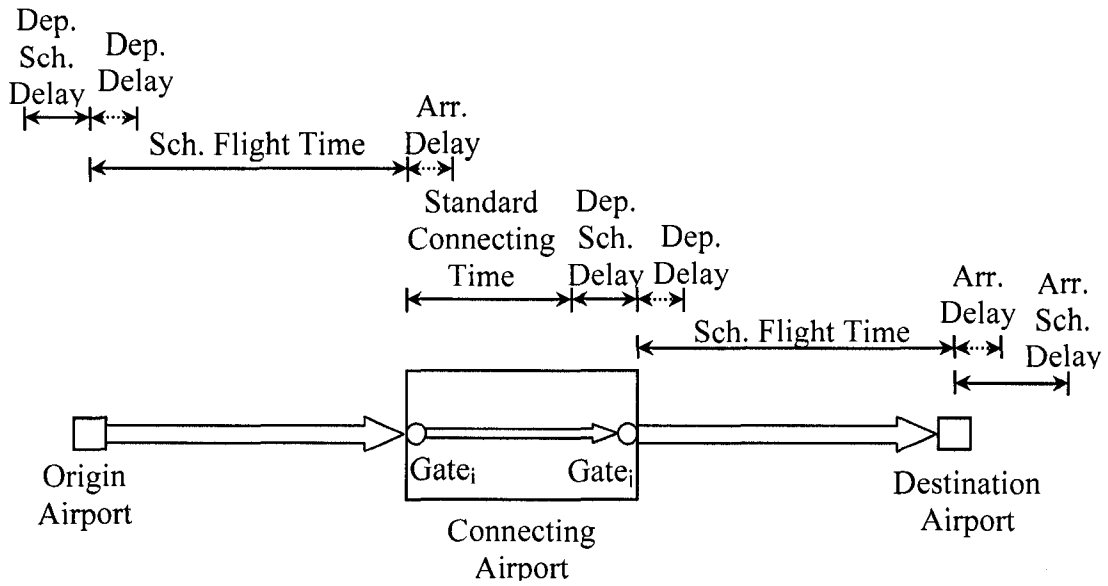 Dep.
Sch.
Delay
Dep.
Delay
Sch. Flight Time
Arr.
Delay
Standard
Connecting
Time
Dep.
Sch.
Delay
Dep.
Delay
Sch. Flight Time
Arr.
Delay
Arr.
Sch.
Delay
Gateᵢ
Gateⱼ
Origin
Airport
Connecting
Airport
Destination
Airport